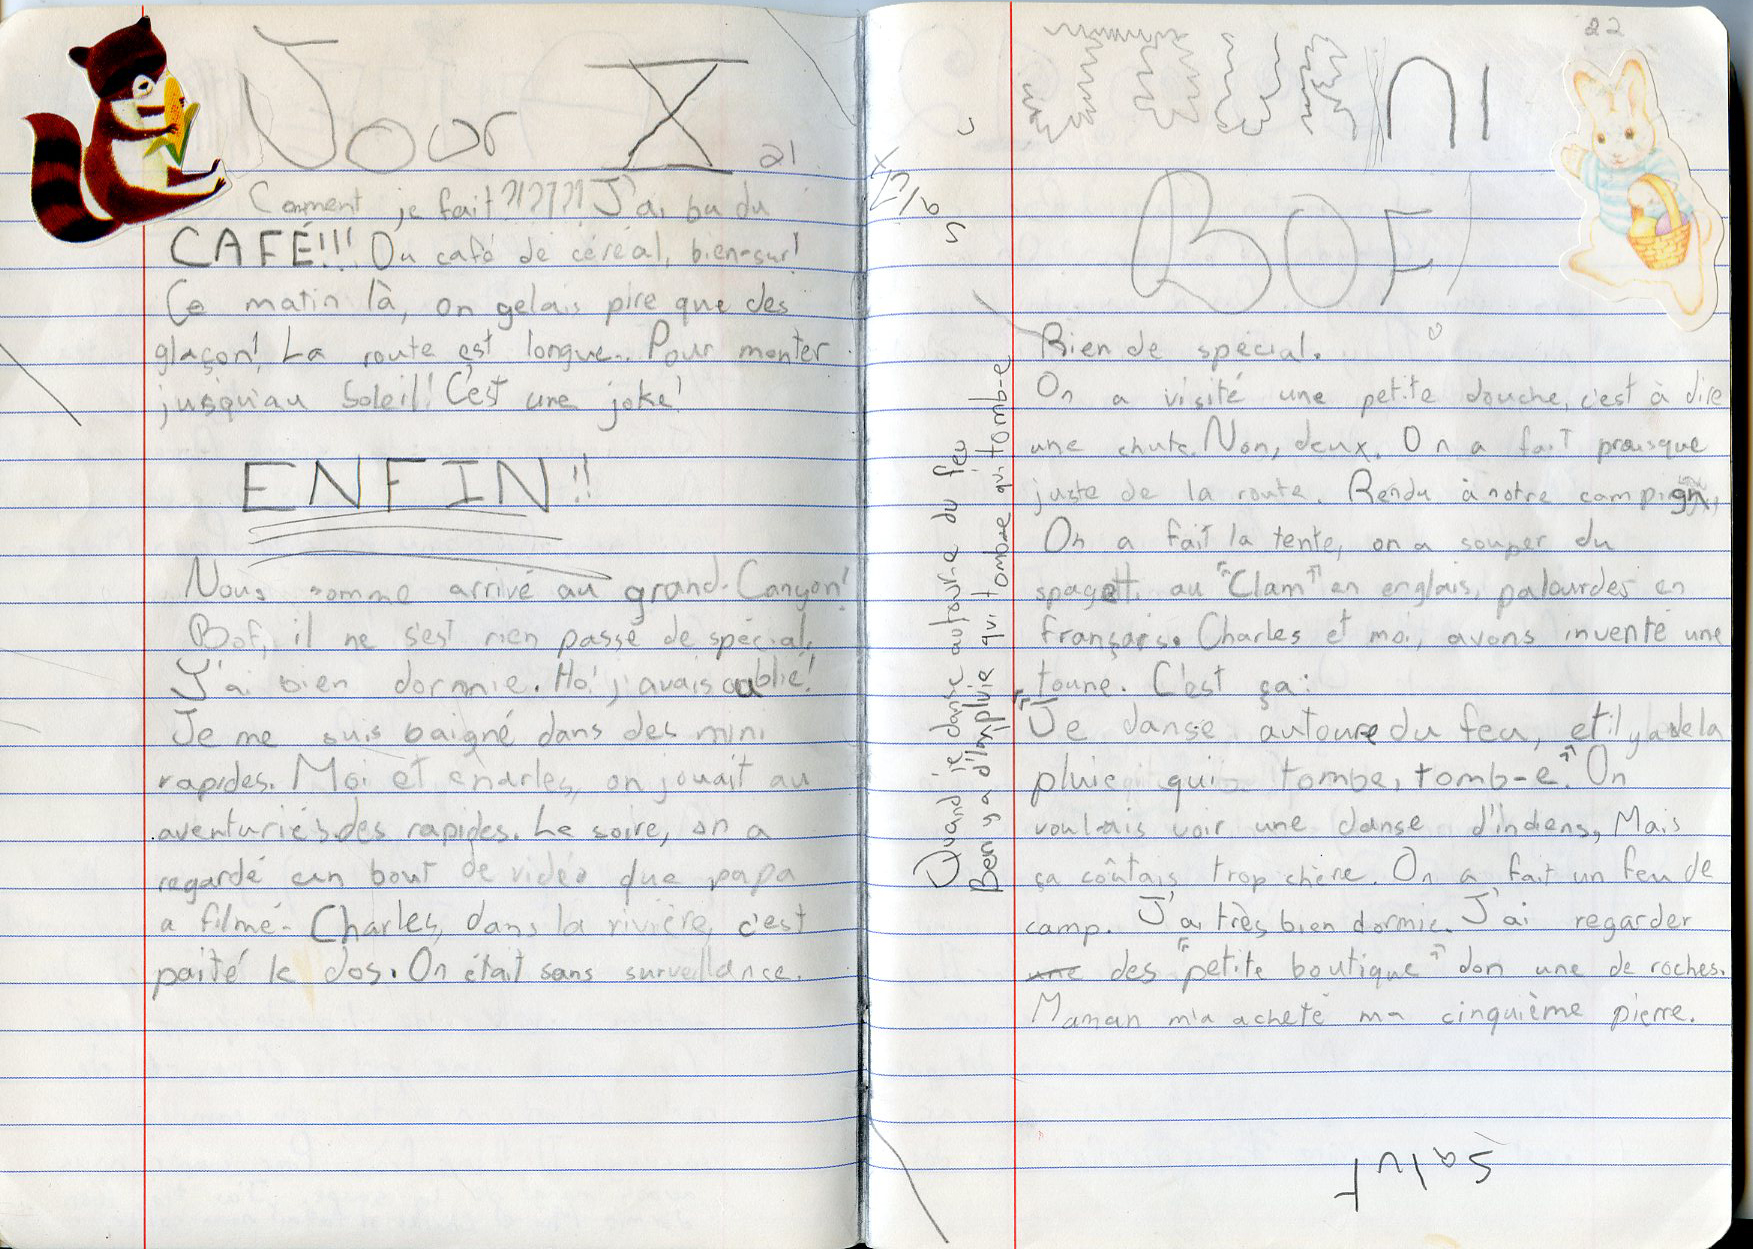 Jour X
21
Comment je fait ?!?!?!?! J'ai bu du
CAFÉ!!! Du café de céréal, bien-sur!
Ce matin là, on gelais pire que des
glaçon! La route est longue.. Pour monter
jusqu'au Soleil! C'est une joke!
ENFIN!!
Nous somme arrivé au grand-Canyon!
Bof, il ne s'est rien passé de spécial,
J'ai bien dormie. Ho! j'avais oublié!
Je me suis baigné dans des mini
rapides. Moi et charles, on jouait au
aventuriés des rapides. Le soire, on a
regardé un bout de vidéo que papa
a filmé. Charles, dans la rivière, c'est
paité le dos. On était sans surveillance.
22
BOF!
Rien de spécial.
On a visité une petite douche, c'est à dire
une chute. Non, deux. On a fait prausque
juste de la route. Rendu à notre camping,
On a fait la tente, on a souper du
spagetti au "Clam" en englais, palourdes en
français. Charles et moi, avons inventé une
toune. C'est ça:
"Je danse autoure du feu, et il y a de la
pluie qui tombe, tomb-e". On
voulais voir une danse d'indiens, Mais
ça coûtais trop chère. On a fait un feu de
camp. J'ai très bien dormie. J'ai regarder
une des "petite boutique" don une de roches.
Maman m'a acheté ma cinquième pierre.
Quand je danse autour-e du feu
Ben y a d'la pluie qui tombe qui tomb-e
Salut
Salut